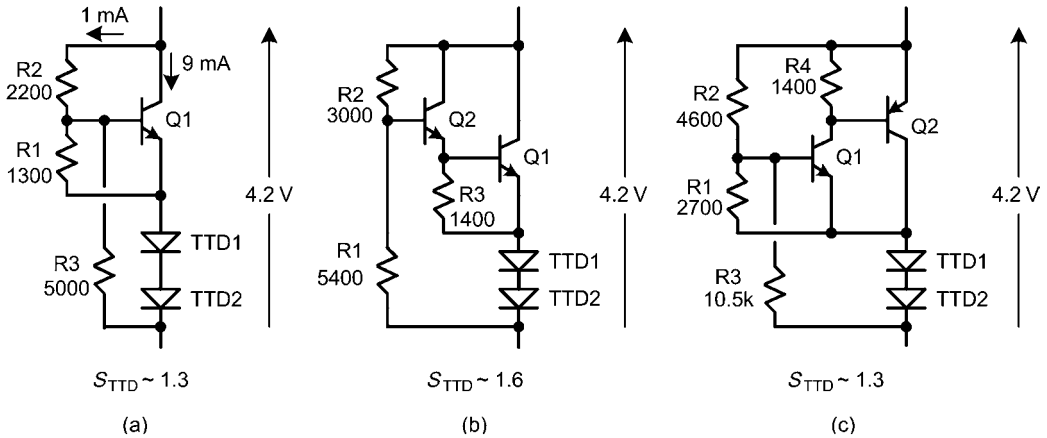 1 mA
9 mA
R2
2200
Q1
R1
1300
4.2 V
TTD1
R3
5000
TTD2
S_TTD ~ 1.3
(a)
R2
3000
Q2
Q1
R3
1400
4.2 V
TTD1
R1
5400
TTD2
S_TTD ~ 1.6
(b)
R4
1400
R2
4600
Q2
Q1
R1
2700
4.2 V
TTD1
R3
10.5k
TTD2
S_TTD ~ 1.3
(c)